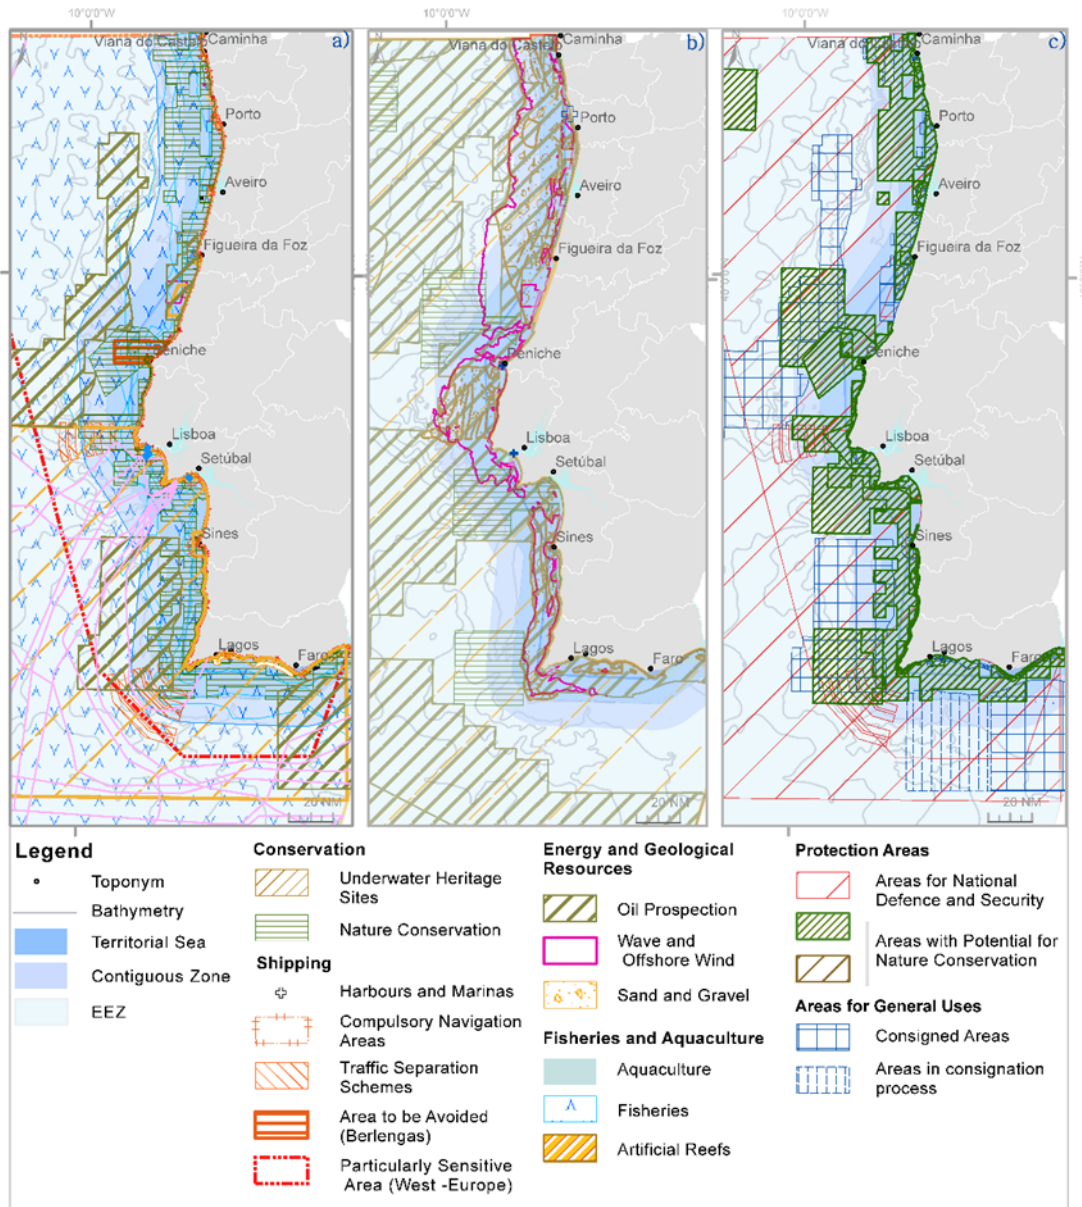 10°0'0"W
10°0'0"W
10°0'0"W
a)
Viana do Castelo
Caminha
Porto
Aveiro
Figueira da Foz
Peniche
Lisboa
Setúbal
Sines
Lagos
Faro
20 NM
b)
Viana do Castelo
Caminha
Porto
Aveiro
Figueira da Foz
Peniche
Lisboa
Setúbal
Sines
Lagos
Faro
20 NM
c)
N
Viana do Castelo
Caminha
Porto
Aveiro
Figueira da Foz
Peniche
Lisboa
Setúbal
Sines
Lagos
Faro
28 NM
Legend
Toponym
Bathymetry
Territorial Sea
Contiguous Zone
EEZ
Conservation
Underwater Heritage
Sites
Nature Conservation
Shipping
Harbours and Marinas
Compulsory Navigation
Areas
Traffic Separation
Schemes
Area to be Avoided
(Berlengas)
Particularly Sensitive
Area (West -Europe)
Energy and Geological
Resources
Oil Prospection
Wave and
Offshore Wind
Sand and Gravel
Fisheries and Aquaculture
Aquaculture
Fisheries
Artificial Reefs
Protection Areas
Areas for National
Defence and Security
Areas with Potential for
Nature Conservation
Areas for General Uses
Consigned Areas
Areas in consignation
process